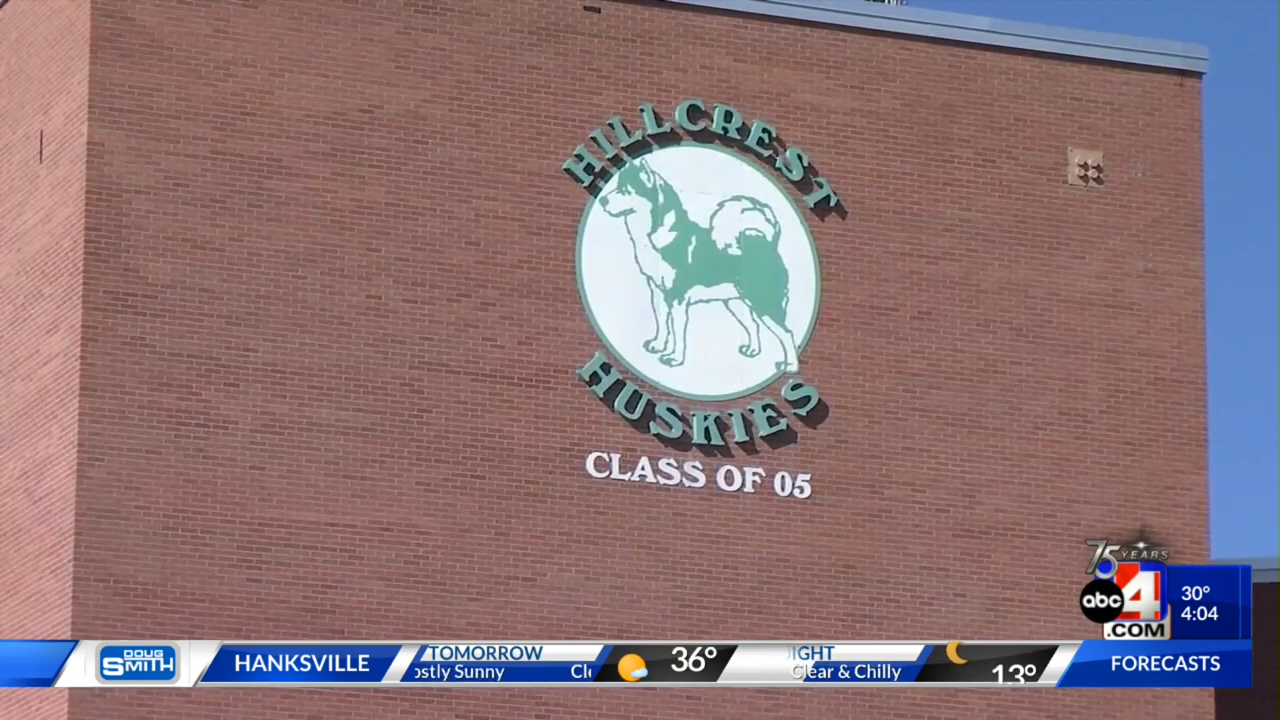 HILLCREST
HUSKIES
CLASS OF 05
75 YEARS
abc 4
.COM
30°
4:04
DOUG
SMITH
HANKSVILLE
TOMORROW
Mostly Sunny
36°
Clear & Chilly
13°
FORECASTS